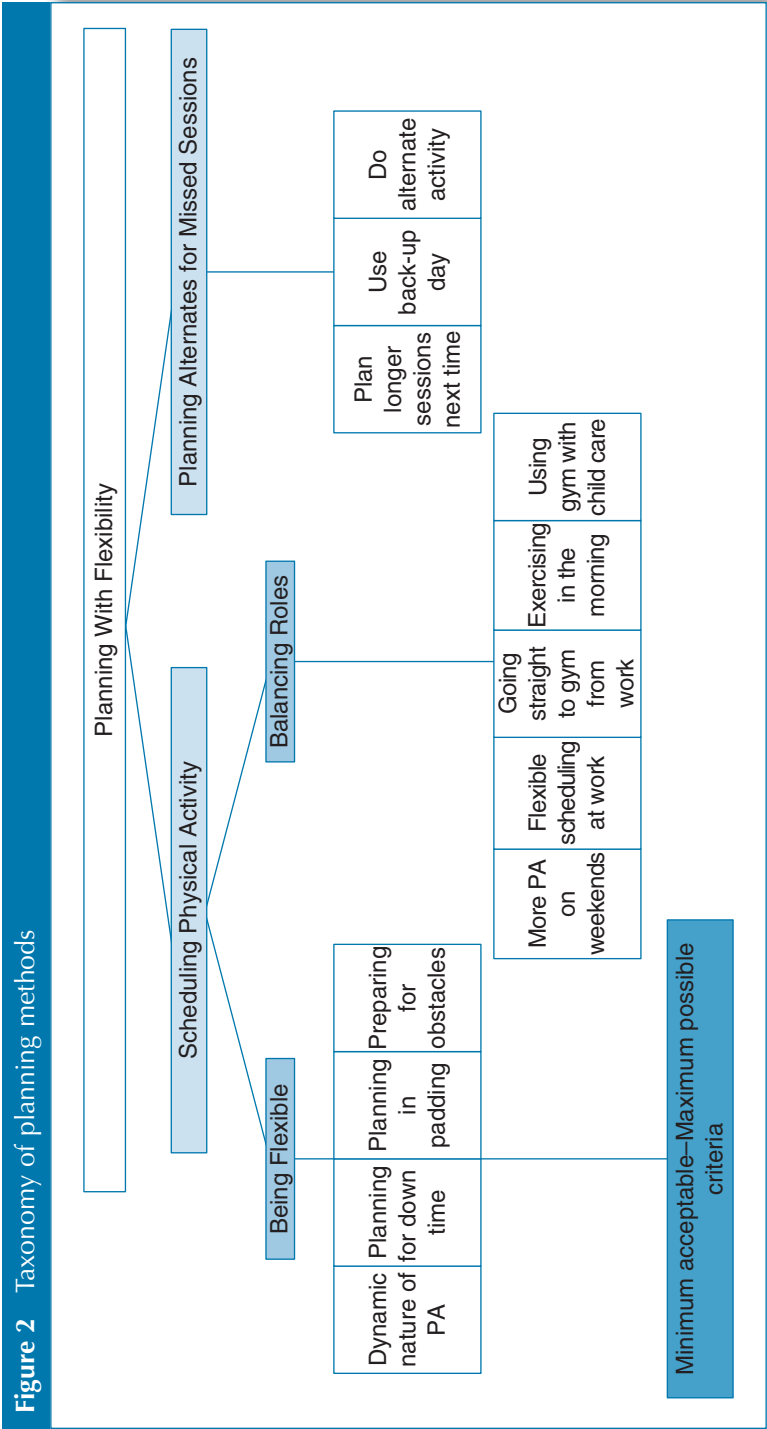 Figure 2 Taxonomy of planning methods
Planning With Flexibility
Scheduling Physical Activity
Planning Alternates for Missed Sessions
Being Flexible
Balancing Roles
Dynamic
nature of
PA
Planning
for down
time
Planning
in
padding
Preparing
for
obstacles
Plan
longer
sessions
next time
Use
back-up
day
Do
alternate
activity
More PA
on
weekends
Flexible
scheduling
at work
Going
straight
to gym
from
work
Exercising
in the
morning
Using
gym with
child care
Minimum acceptable–Maximum possible
criteria